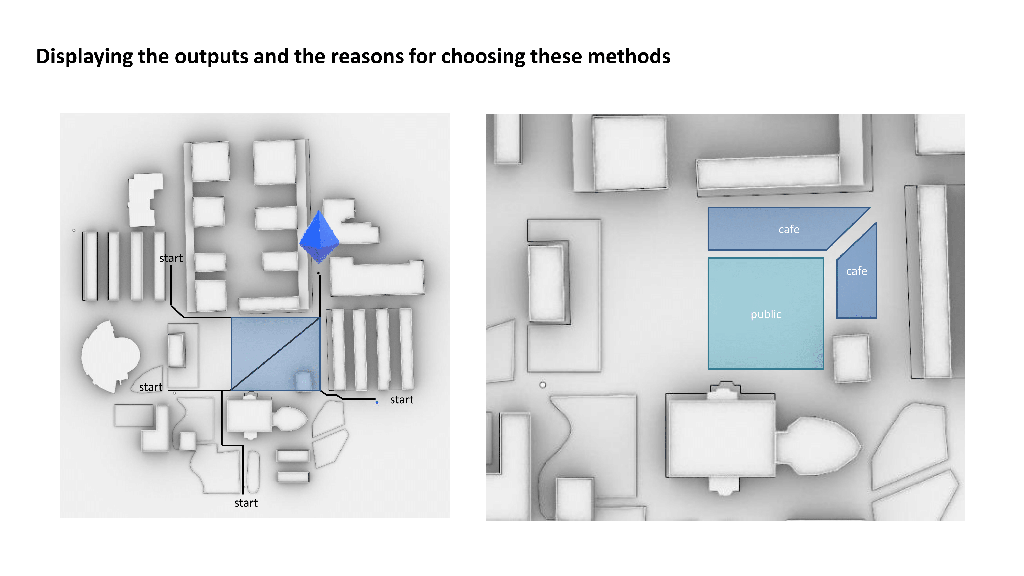 Displaying the outputs and the reasons for choosing these methods
start
start
start
start
cafe
cafe
public